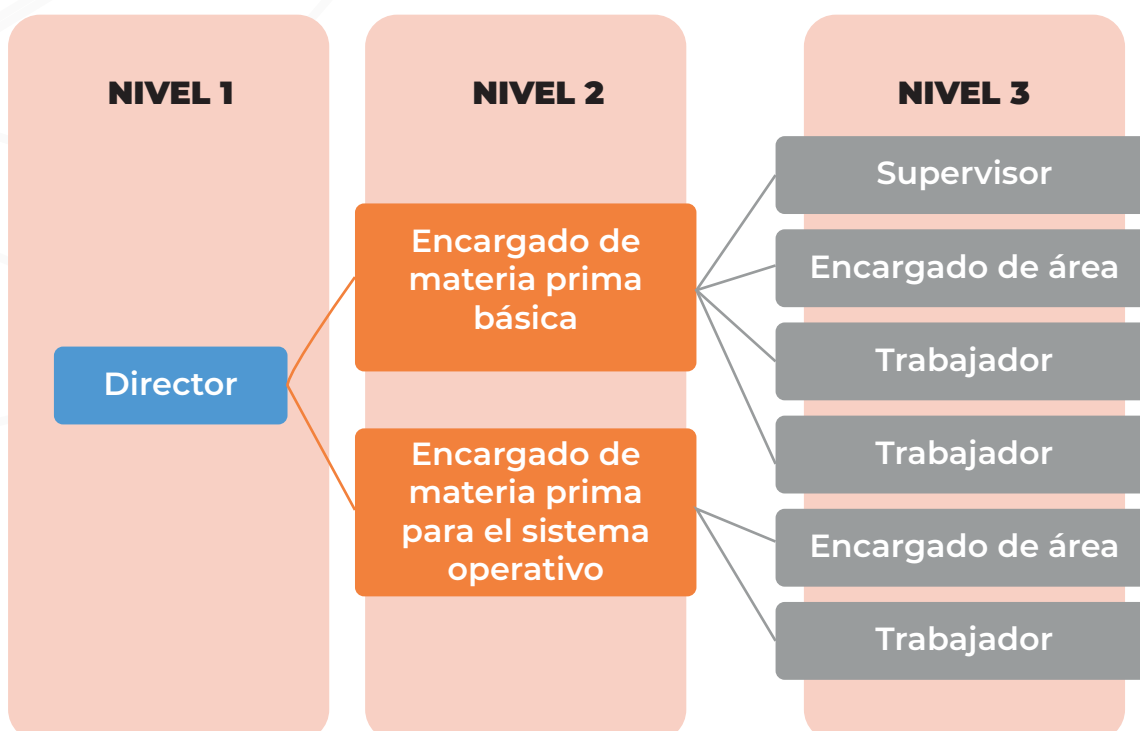 NIVEL 1
NIVEL 2
NIVEL 3
Director
Encargado de
materia prima
básica
Encargado de
materia prima
para el sistema
operativo
Supervisor
Encargado de área
Trabajador
Trabajador
Encargado de área
Trabajador